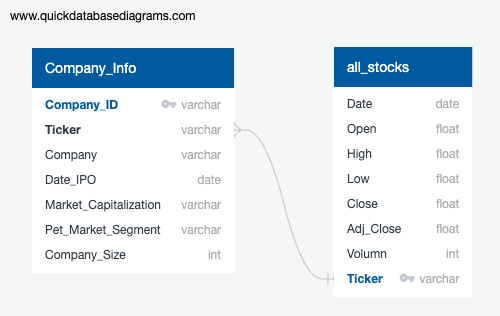 www.quickdatabasediagrams.com
Company_Info
Company_ID varchar
Ticker varchar
Company varchar
Date_IPO date
Market_Capitalization varchar
Pet_Market_Segment varchar
Company_Size int
all_stocks
Date date
Open float
High float
Low float
Close float
Adj_Close float
Volumn int
Ticker varchar